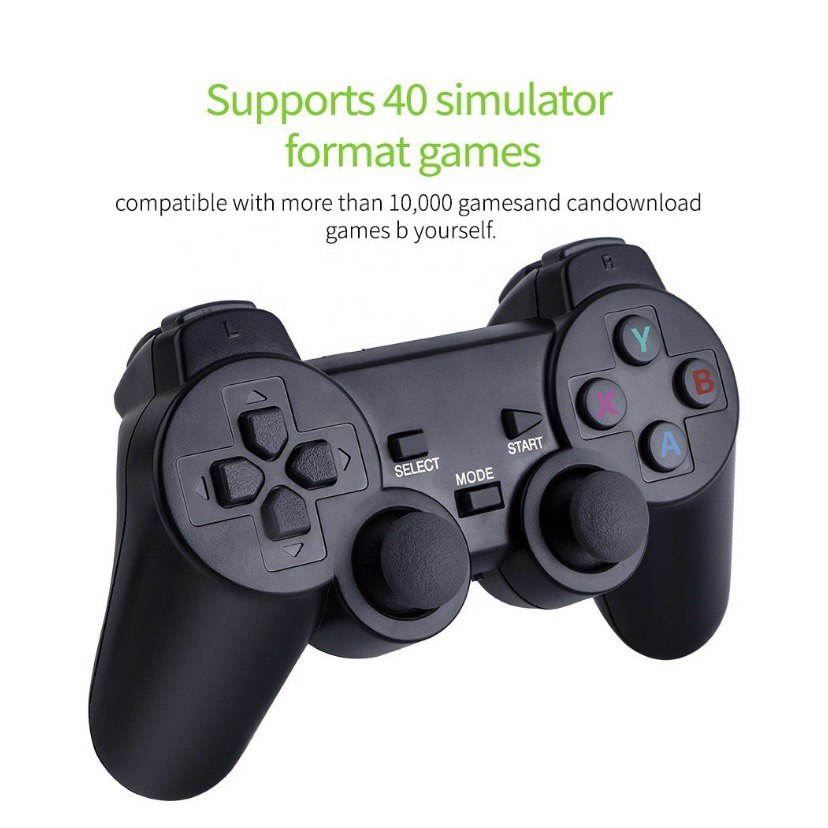 Supports 40 simulator
format games
compatible with more than 10,000 gamesand candownload
games b yourself.
L
R
Y
B
X
A
START
SELECT
MODE